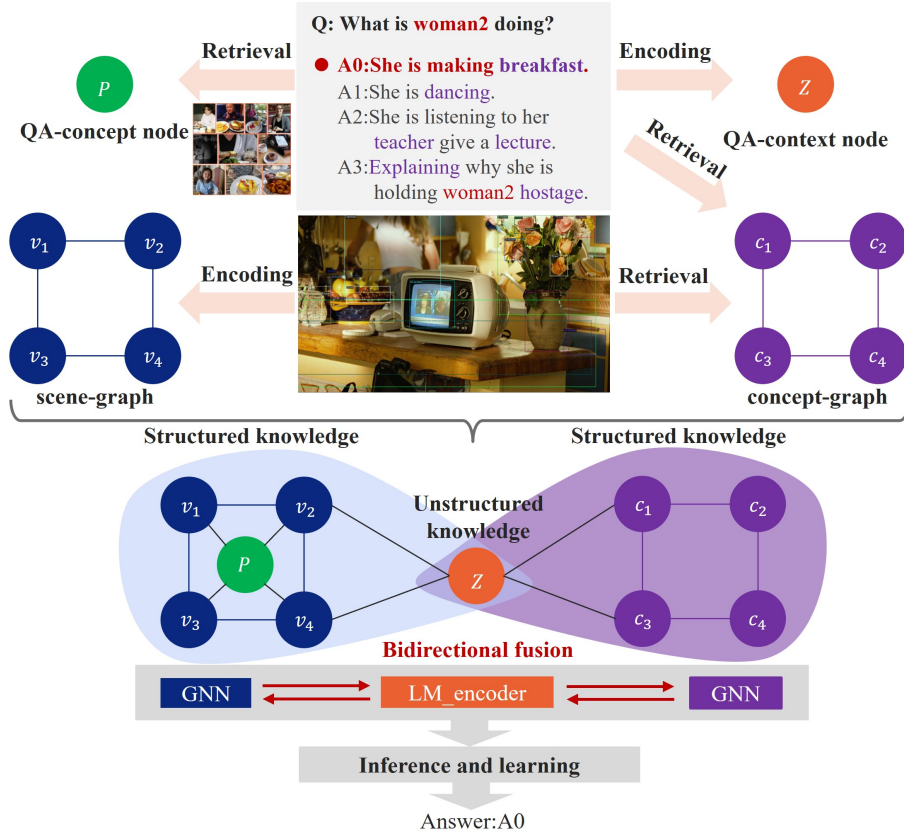 Q: What is woman2 doing?
A0:She is making breakfast.
A1:She is dancing.
A2:She is listening to her
teacher give a lecture.
A3:Explaining why she is
holding woman2 hostage.
Retrieval
P
QA-concept node
Encoding
Z
QA-context node
Retrieval
v1
v2
v3
v4
scene-graph
Encoding
Retrieval
c1
c2
c3
c4
concept-graph
Structured knowledge
Structured knowledge
Unstructured
knowledge
v1
v2
P
v3
v4
Z
c1
c2
c3
c4
Bidirectional fusion
GNN
LM_encoder
GNN
Inference and learning
Answer:A0